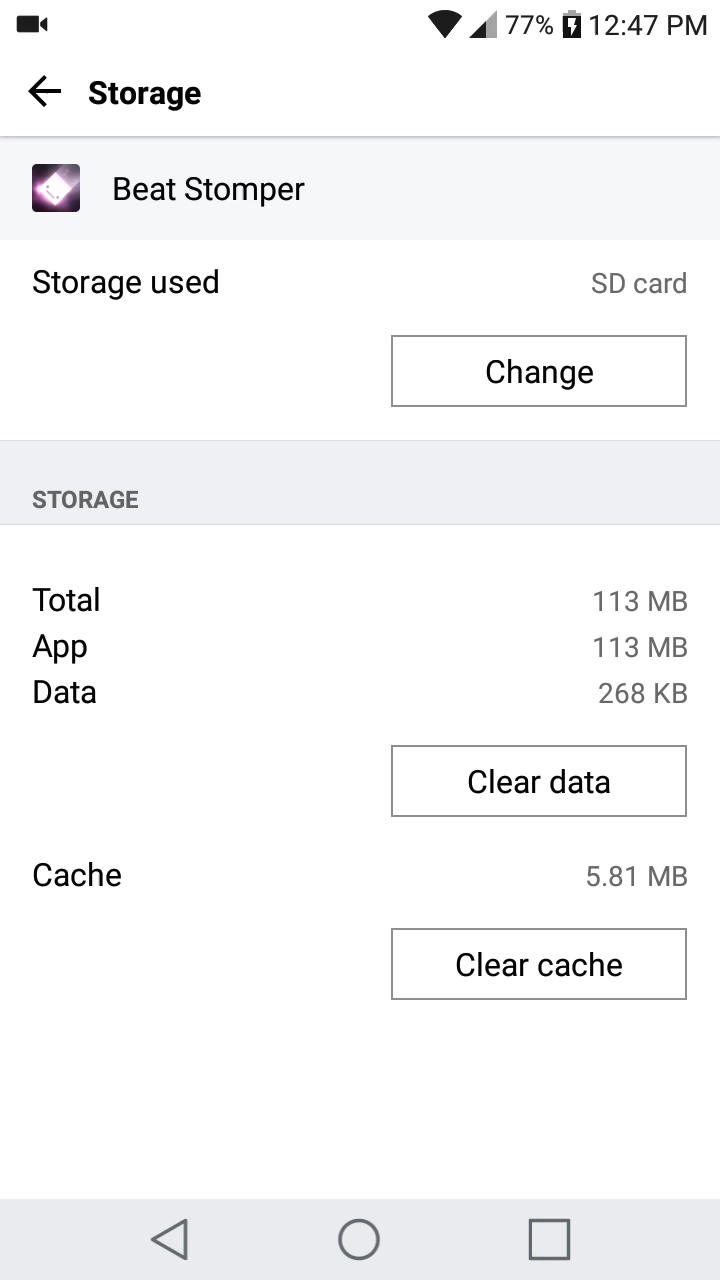 77% 12:47 PM
Storage
Beat Stomper
Storage used SD card
Change
STORAGE
Total 113 MB
App 113 MB
Data 268 KB
Clear data
Cache 5.81 MB
Clear cache